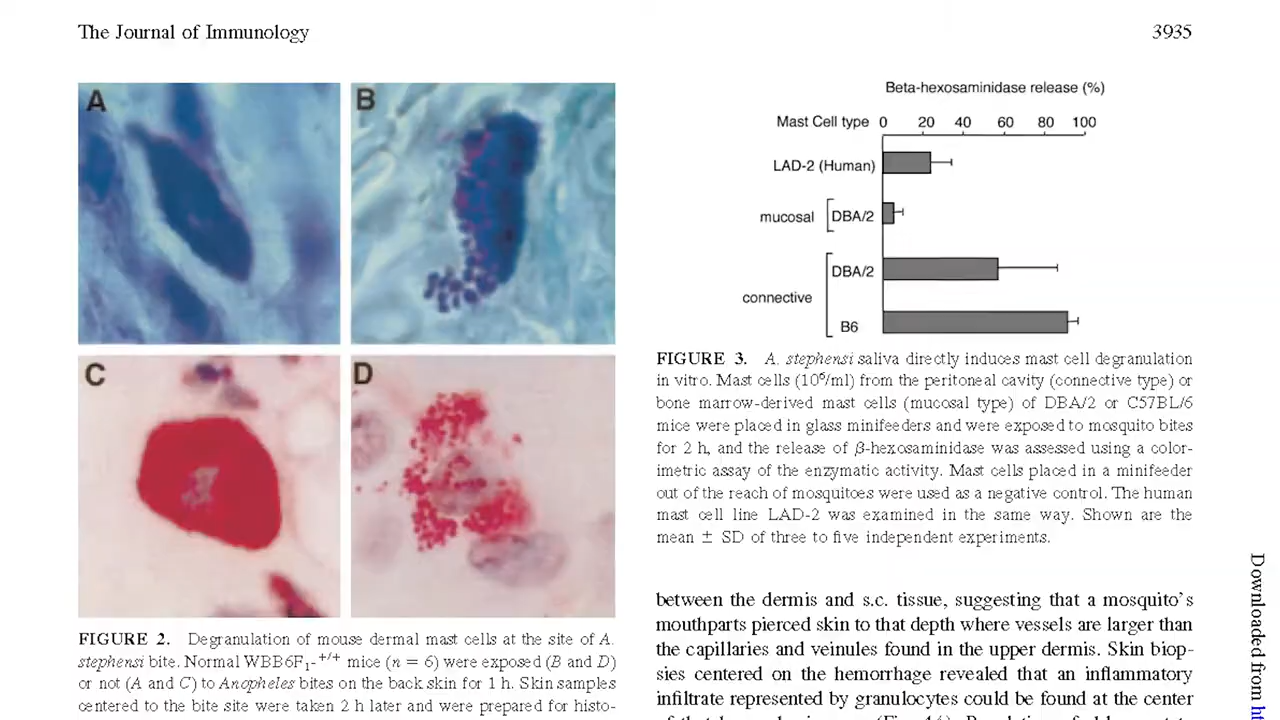 The Journal of Immunology
3935
A
B
C
D
FIGURE 2. Degranulation of mouse dermal mast cells at the site of A.
stephensi bite. Normal WBB6F1-+/+ mice (n = 6) were exposed (B and D)
or not (A and C) to Anopheles bites on the back skin for 1 h. Skin samples
centered to the bite site were taken 2 h later and were prepared for histo-
Beta-hexosaminidase release (%)
Mast Cell type 0 20 40 60 80 100
LAD-2 (Human)
mucosal DBA/2
DBA/2
connective
B6
FIGURE 3. A. stephensi saliva directly induces mast cell degranulation
in vitro. Mast cells (10⁶/ml) from the peritoneal cavity (connective type) or
bone marrow-derived mast cells (mucosal type) of DBA/2 or C57BL/6
mice were placed in glass minifeeders and were exposed to mosquito bites
for 2 h, and the release of β-hexosaminidase was assessed using a color-
imetric assay of the enzymatic activity. Mast cells placed in a minifeeder
out of the reach of mosquitoes were used as a negative control. The human
mast cell line LAD-2 was examined in the same way. Shown are the
mean ± SD of three to five independent experiments.
between the dermis and s.c. tissue, suggesting that a mosquito's
mouthparts pierced skin to that depth where vessels are larger than
the capillaries and veinules found in the upper dermis. Skin biop-
sies centered on the hemorrhage revealed that an inflammatory
infiltrate represented by granulocytes could be found at the center
Downloaded from